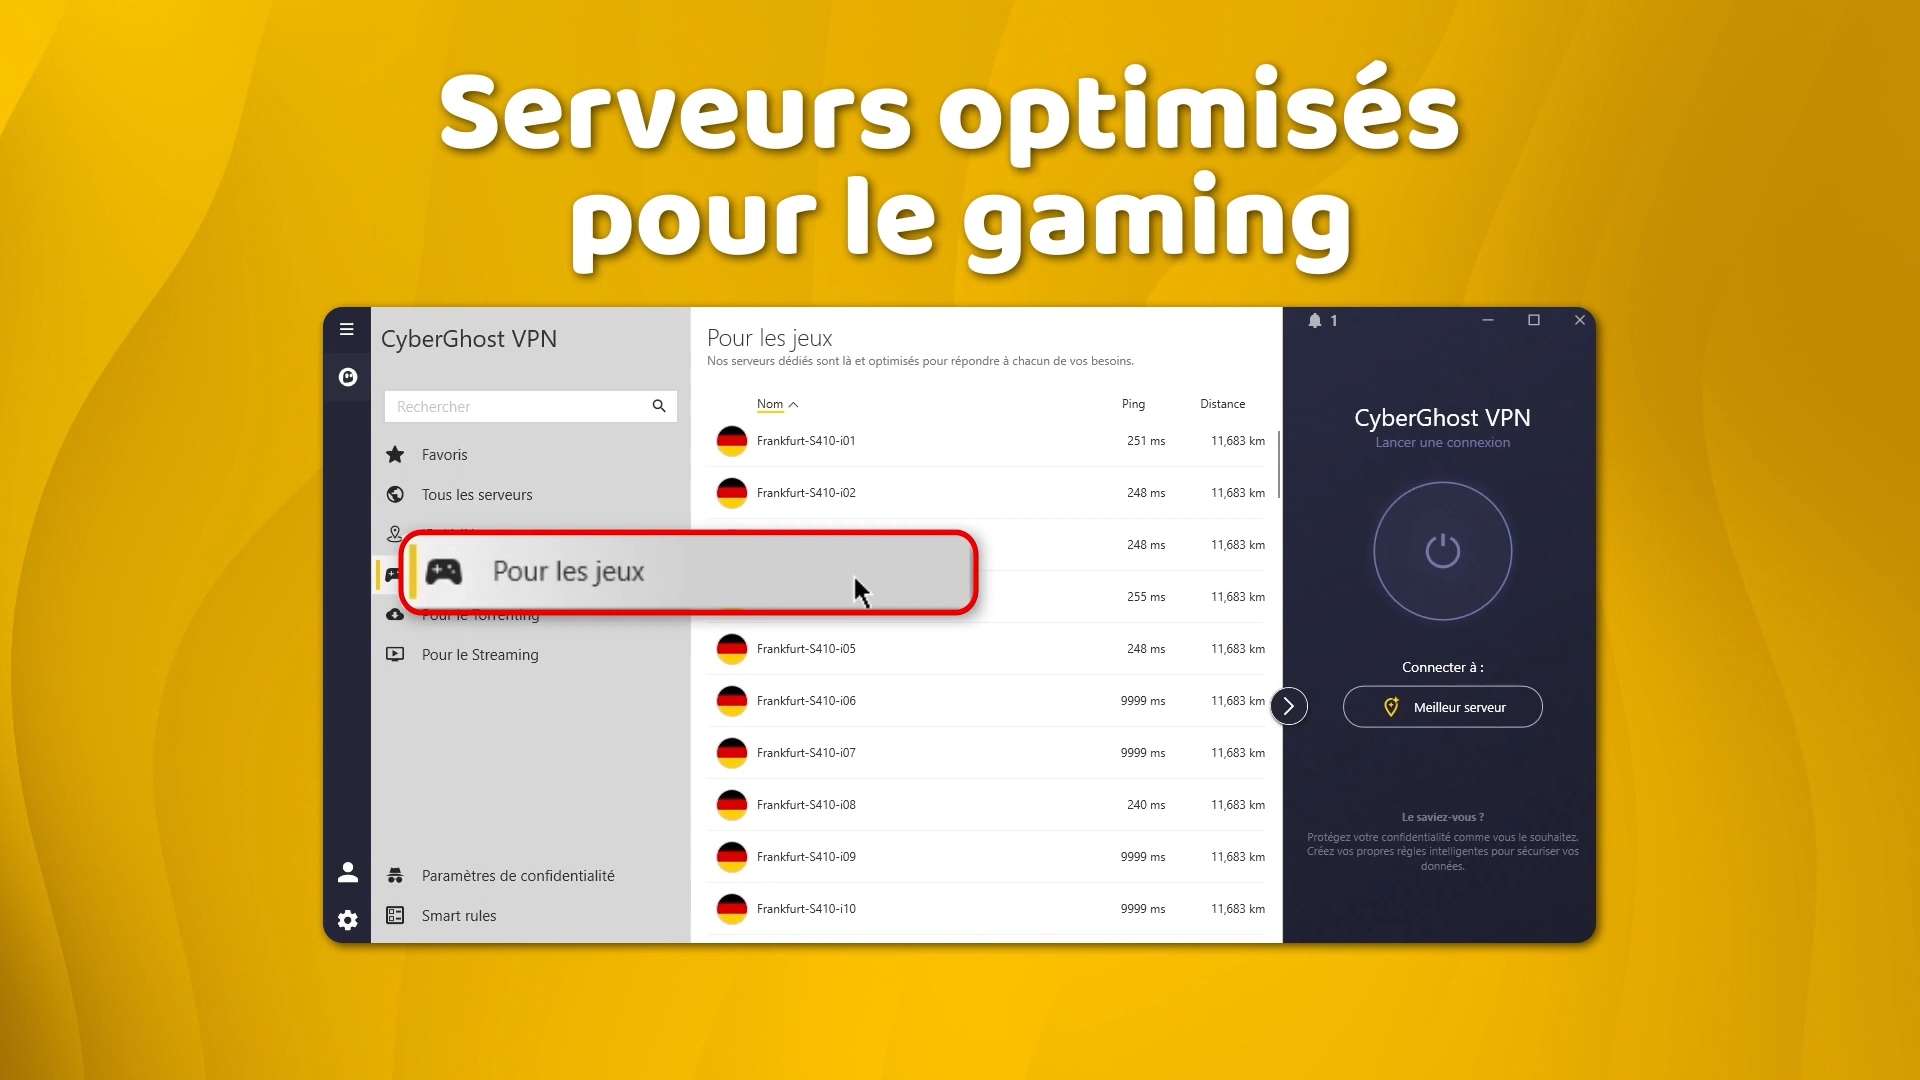 Serveurs optimisés
pour le gaming
CyberGhost VPN
Rechercher
Favoris
Tous les serveurs
Pour les jeux
Pour le Torrenting
Pour le Streaming
Paramètres de confidentialité
Smart rules
Pour les jeux
Nos serveurs dédiés sont là et optimisés pour répondre à chacun de vos besoins.
Nom Ping Distance
Frankfurt-S410-i01 251 ms 11,683 km
Frankfurt-S410-i02 248 ms 11,683 km
248 ms 11,683 km
255 ms 11,683 km
Frankfurt-S410-i05 248 ms 11,683 km
Frankfurt-S410-i06 9999 ms 11,683 km
Frankfurt-S410-i07 9999 ms 11,683 km
Frankfurt-S410-i08 240 ms 11,683 km
Frankfurt-S410-i09 9999 ms 11,683 km
Frankfurt-S410-i10 9999 ms 11,683 km
1
CyberGhost VPN
Lancer une connexion
Connecter à :
Meilleur serveur
Le saviez-vous ?
Protégez votre confidentialité comme vous le souhaitez.
Créez vos propres règles intelligentes pour sécuriser vos
données.